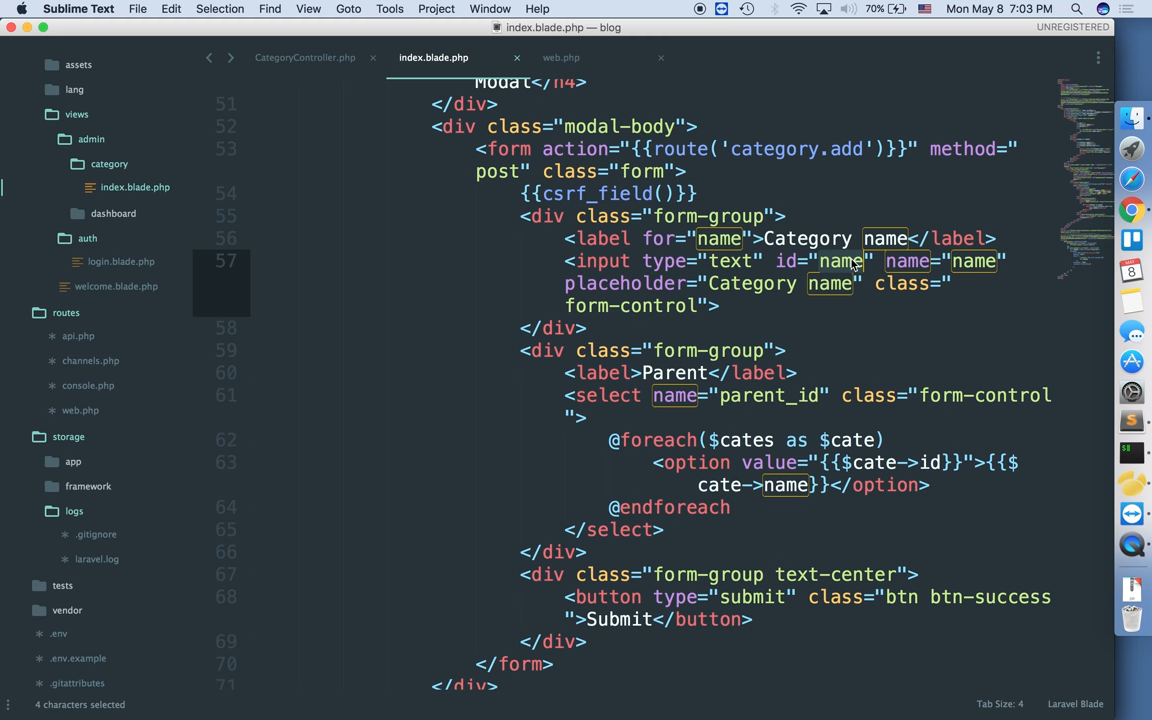 Sublime Text File Edit Selection Find View Goto Tools Project Window Help 70% Mon May 8 7:03 PM
index.blade.php — blog UNREGISTERED
assets
lang
views
admin
category
index.blade.php
dashboard
auth
login.blade.php
welcome.blade.php
routes
api.php
channels.php
console.php
web.php
storage
app
framework
logs
.gitignore
laravel.log
tests
vendor
.env
.env.example
.gitattributes
CategoryController.php × index.blade.php × web.php ×
Modal</h4>
51 </div>
52 <div class="modal-body">
53 <form action="{{route('category.add')}}" method="
post" class="form">
54 {{csrf_field()}}
55 <div class="form-group">
56 <label for="name">Category name</label>
57 <input type="text" id="name" name="name"
placeholder="Category name" class="
form-control">
58 </div>
59 <div class="form-group">
60 <label>Parent</label>
61 <select name="parent_id" class="form-control
">
62 @foreach($cates as $cate)
63 <option value="{{$cate->id}}">{{$
cate->name}}</option>
64 @endforeach
65 </select>
66 </div>
67 <div class="form-group text-center">
68 <button type="submit" class="btn btn-success
">Submit</button>
69 </div>
70 </form>
71 </div>
MAY
8
4 characters selected Tab Size: 4 Laravel Blade